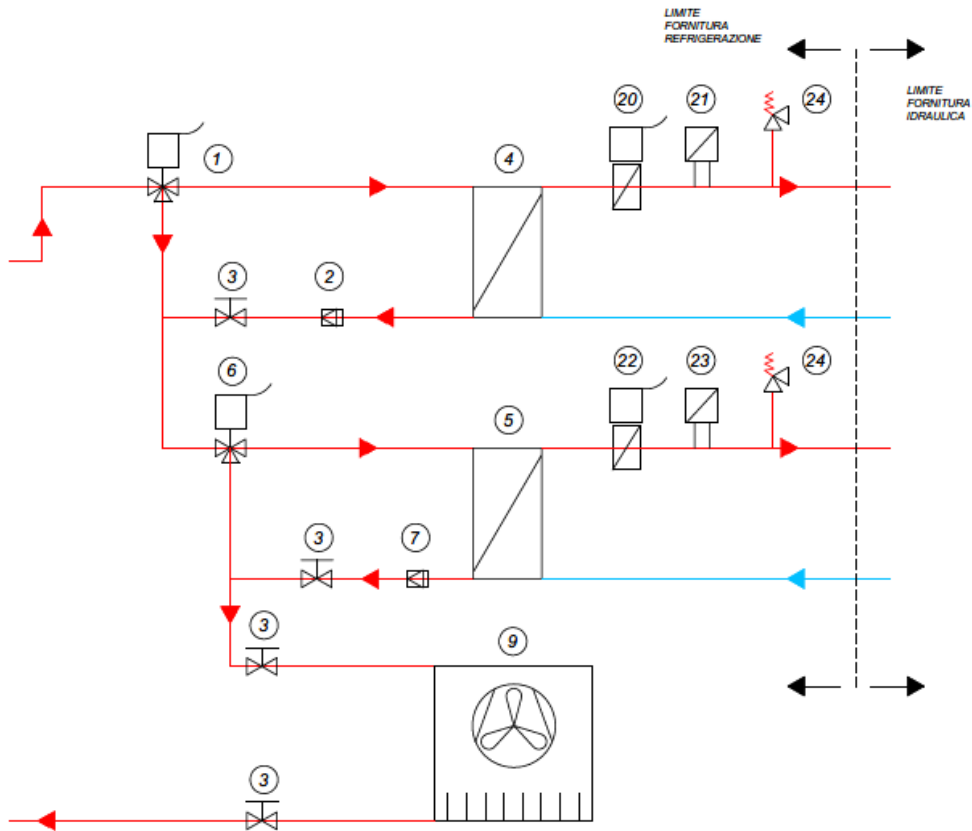 LIMITE
FORNITURA
REFRIGERAZIONE
LIMITE
FORNITURA
IDRAULICA
20
21
24
1
4
3
2
6
22
23
24
5
3
7
3
9
3